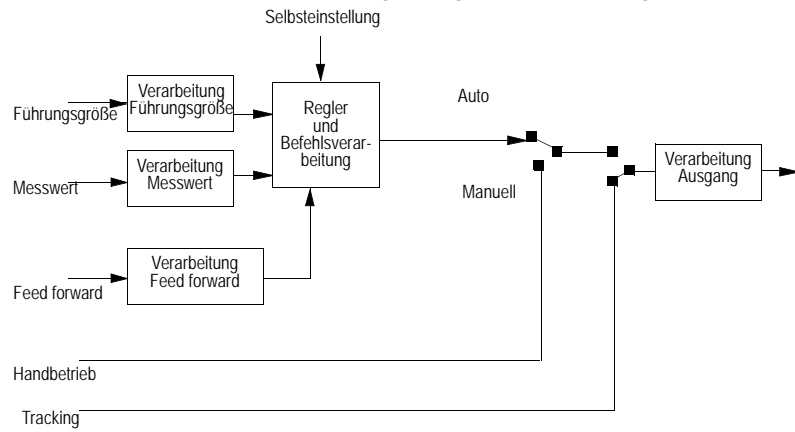 Selbsteinstellung
Führungsgröße
Verarbeitung
Führungsgröße
Regler
und
Befehlsverar-
beitung
Auto
Messwert
Verarbeitung
Messwert
Manuell
Verarbeitung
Ausgang
Feed forward
Verarbeitung
Feed forward
Handbetrieb
Tracking